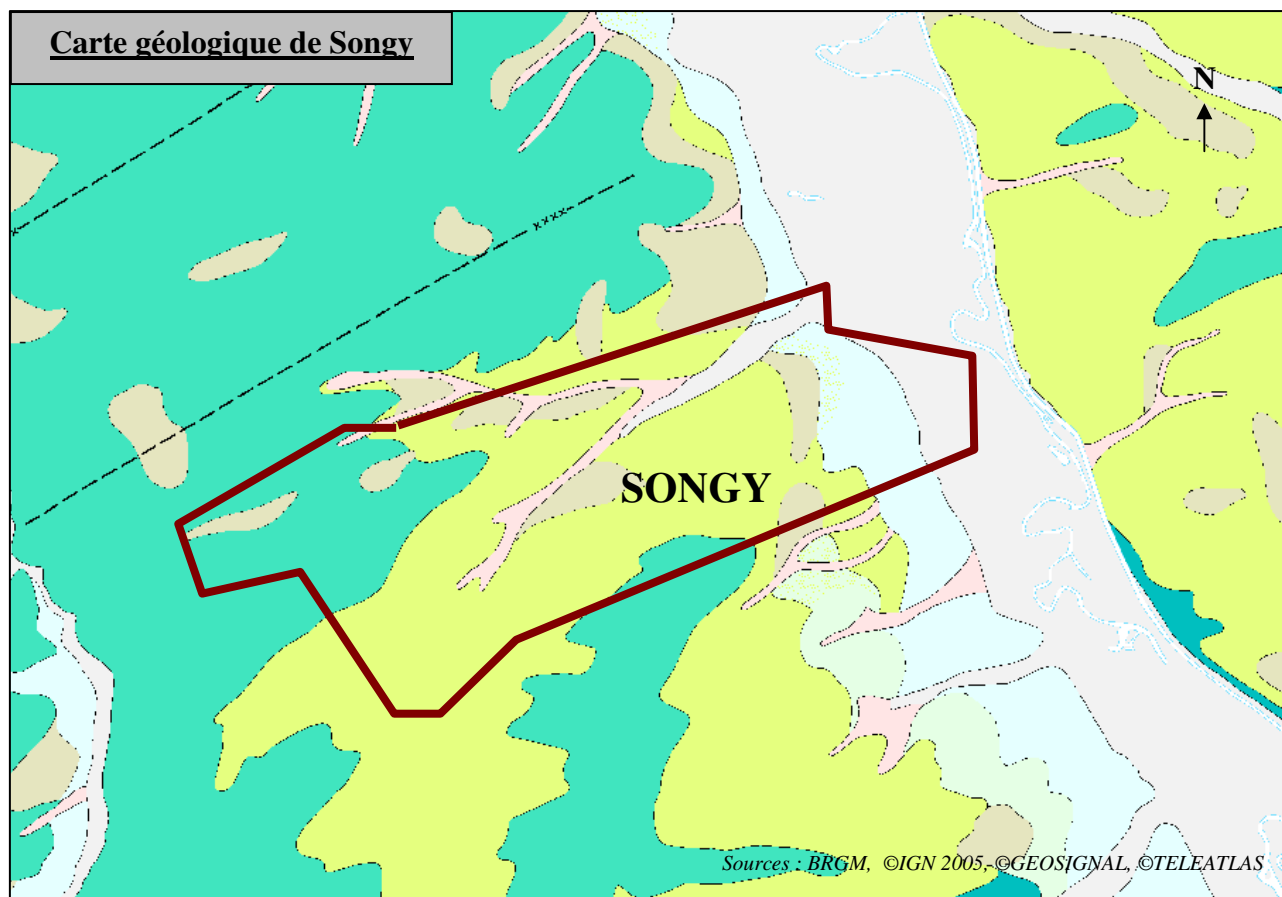 Carte géologique de Songy
N
SONGY
Sources : BRGM, ©IGN 2005, ©GEOSIGNAL, ©TELEATLAS